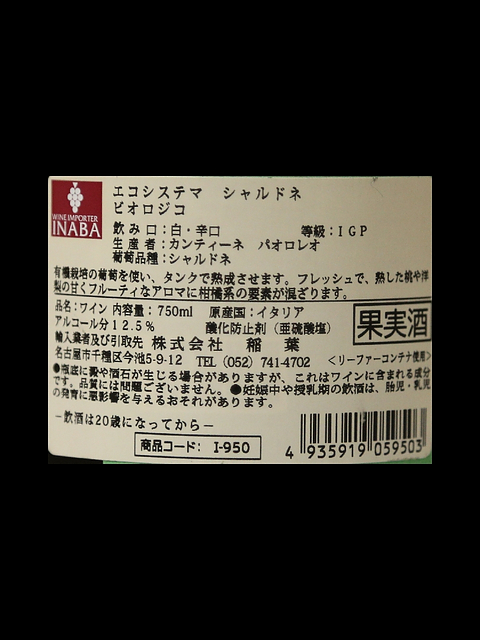 WINE IMPORTER
INABA
エコシステマ シャルドネ
ビオロジコ
飲み口：白・辛口 等級：IGP
生産者：カンティーネ パオロレオ
葡萄品種：シャルドネ
有機栽培の葡萄を使い、タンクで熟成させます。フレッシュで、熟した桃や洋
梨の甘くフルーティなアロマに柑橘系の要素が混ざります。
品名：ワイン 内容量：750ml 原産国：イタリア
アルコール分12.5% 酸化防止剤（亜硫酸塩）
果実酒
輸入業者及び引取先 株式会社 稲葉
名古屋市千種区今池5-9-12 TEL (052) 741-4702 <リーファーコンテナ使用>
●瓶底に澱や酒石が生じる場合がありますが、これはワインに含まれる成分
です。品質には問題ございません。●妊娠中や授乳期の飲酒は、胎児・乳児
の発育に悪影響を与えるおそれがあります。
－飲酒は20歳になってから－
商品コード: I-950
4 935919 059503